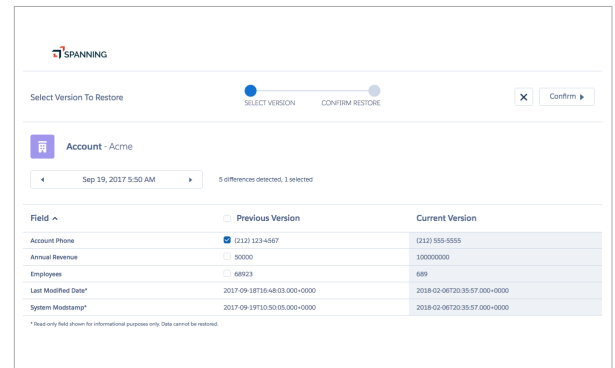 SPANNING
Select Version To Restore
SELECT VERSION CONFIRM RESTORE
Confirm
Account - Acme
Sep 19, 2017 5:50 AM
5 differences detected, 1 selected
Field Previous Version Current Version
Account Phone (212) 123-4567 (212) 555-5555
Annual Revenue 50000 100000000
Employees 68923 689
Last Modified Date* 2017-09-18T16:48:03.000+0000 2018-02-06T20:35:57.000+0000
System Modstamp* 2017-09-19T10:50:05.000+0000 2018-02-06T20:35:57.000+0000
* Read-only field shown for informational purposes only. Data cannot be restored.